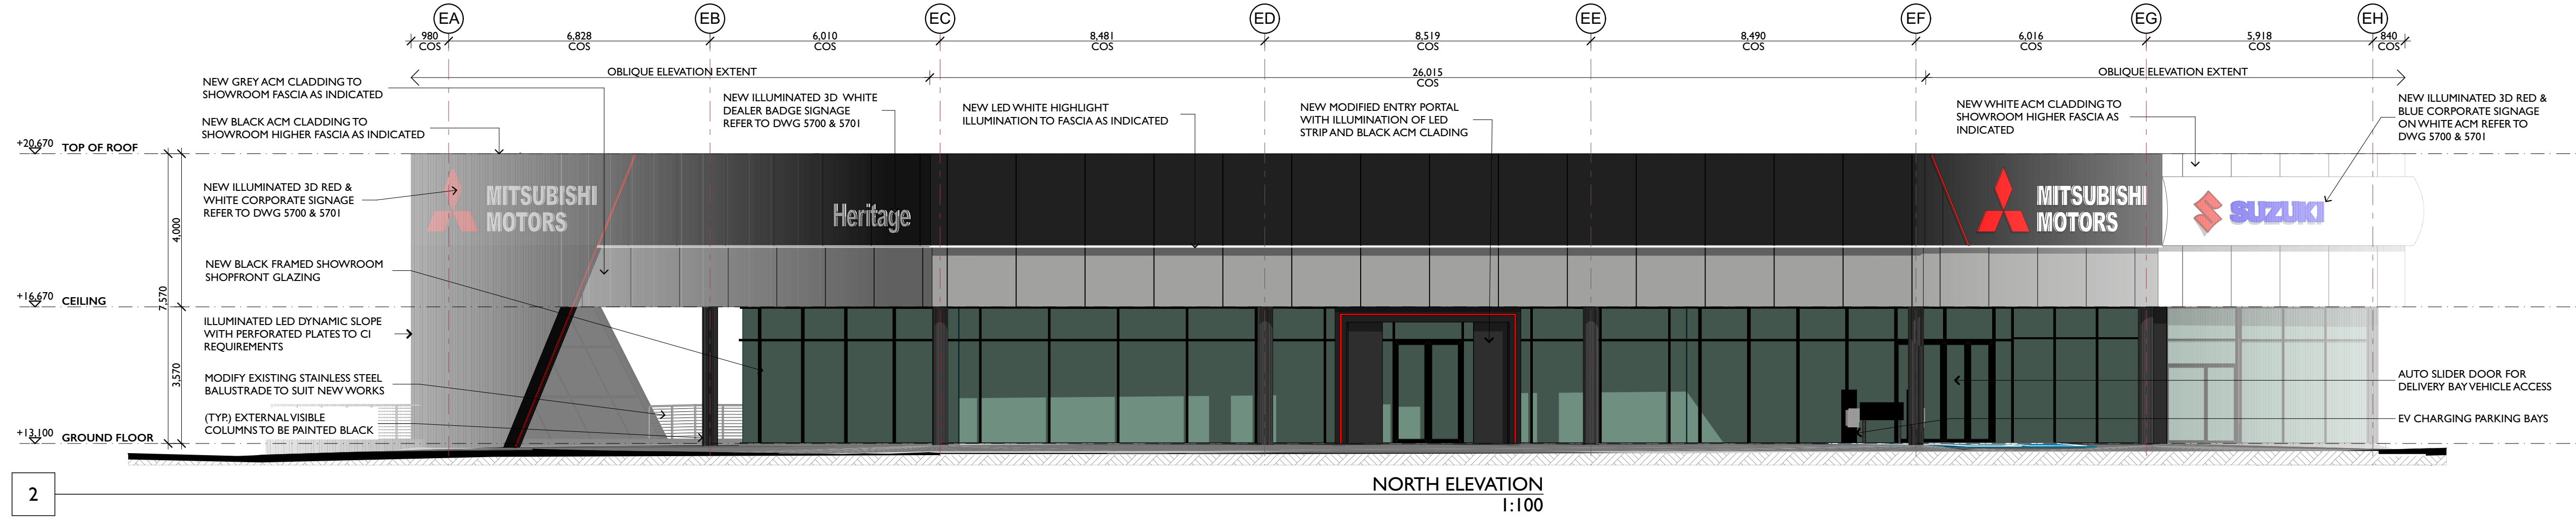 EA
EB
EC
ED
EE
EF
EG
EH
980
COS
6,828
COS
6,010
COS
8,481
COS
8,519
COS
8,490
COS
6,016
COS
5,918
COS
840
COS
OBLIQUE ELEVATION EXTENT
26,015
COS
OBLIQUE ELEVATION EXTENT
NEW GREY ACM CLADDING TO
SHOWROOM FASCIA AS INDICATED
NEW BLACK ACM CLADDING TO
SHOWROOM HIGHER FASCIA AS INDICATED
NEW ILLUMINATED 3D WHITE
DEALER BADGE SIGNAGE
REFER TO DWG 5700 & 5701
NEW LED WHITE HIGHLIGHT
ILLUMINATION TO FASCIA AS INDICATED
NEW MODIFIED ENTRY PORTAL
WITH ILLUMINATION OF LED
STRIP AND BLACK ACM CLADING
NEW WHITE ACM CLADDING TO
SHOWROOM HIGHER FASCIA AS
INDICATED
NEW ILLUMINATED 3D RED &
BLUE CORPORATE SIGNAGE
ON WHITE ACM REFER TO
DWG 5700 & 5701
+20,670
TOP OF ROOF
NEW ILLUMINATED 3D RED &
WHITE CORPORATE SIGNAGE
REFER TO DWG 5700 & 5701
MITSUBISHI
MOTORS
Heritage
MITSUBISHI
MOTORS
SUZUKI
4,000
7,570
3,570
NEW BLACK FRAMED SHOWROOM
SHOPFRONT GLAZING
+16,670
CEILING
ILLUMINATED LED DYNAMIC SLOPE
WITH PERFORATED PLATES TO CI
REQUIREMENTS
MODIFY EXISTING STAINLESS STEEL
BALUSTRADE TO SUIT NEW WORKS
(TYP.) EXTERNAL VISIBLE
COLUMNS TO BE PAINTED BLACK
AUTO SLIDER DOOR FOR
DELIVERY BAY VEHICLE ACCESS
EV CHARGING PARKING BAYS
+13,100
GROUND FLOOR
2
NORTH ELEVATION
1:100